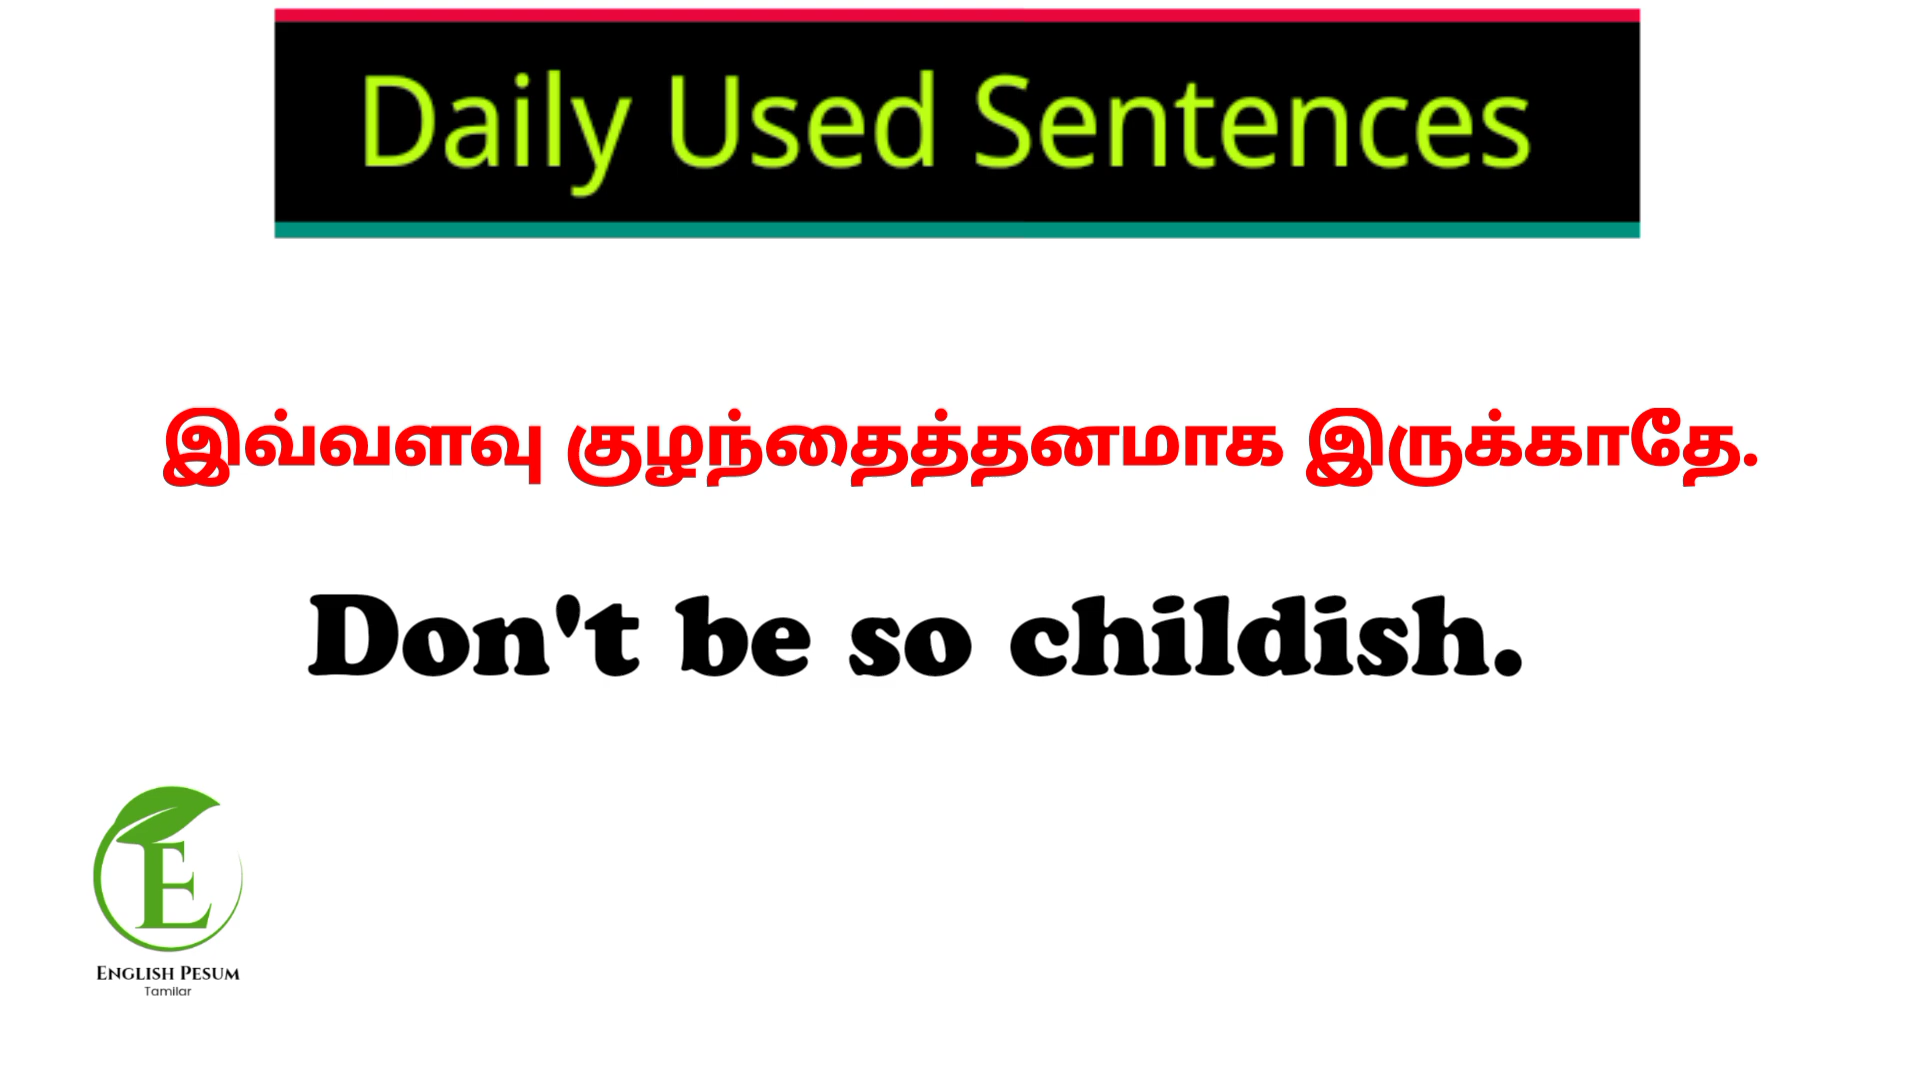 Daily Used Sentences
இவ்வளவு குழந்தைத்தனமாக இருக்காதே.
Don't be so childish.
E
ENGLISH PESUM
Tamilar